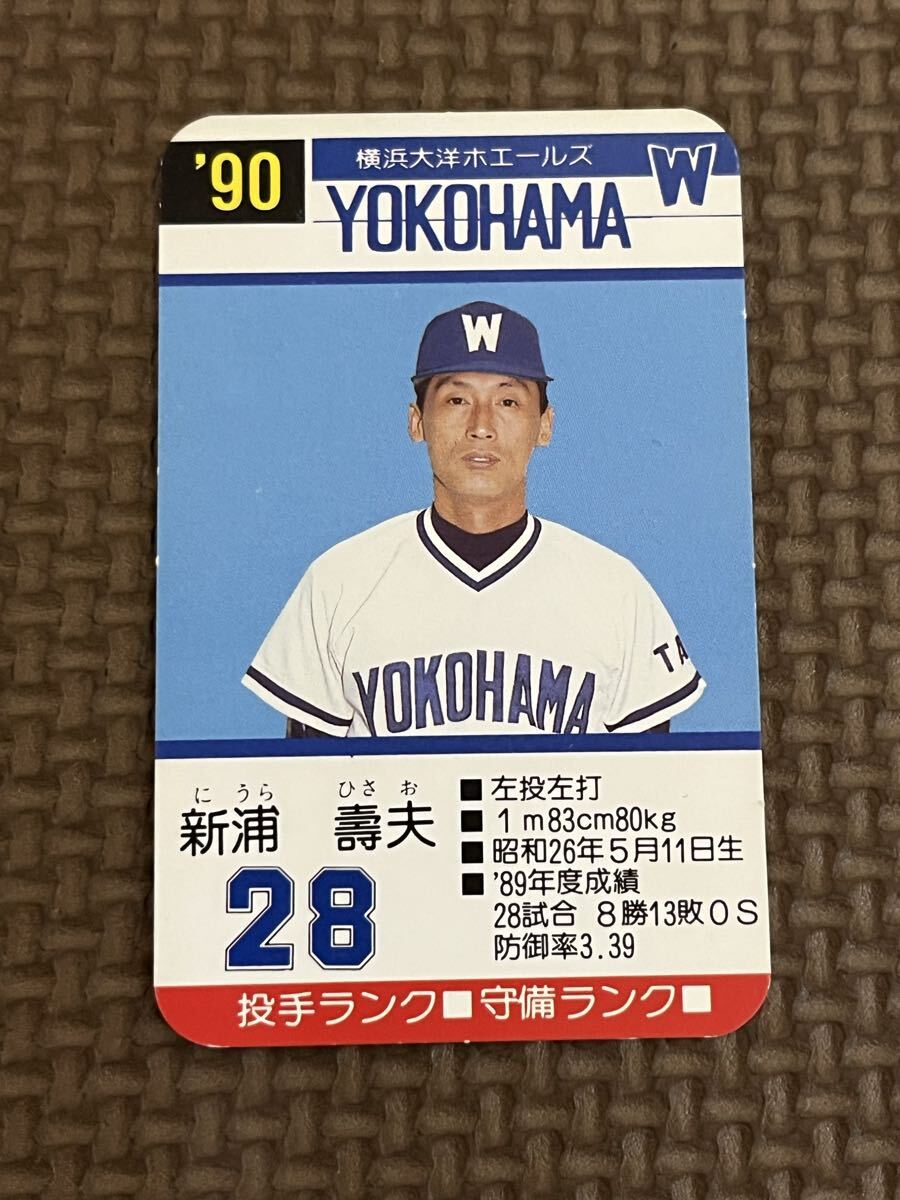 '90
横浜大洋ホエールズ
W
YOKOHAMA
W
YOKOHAMA
TA
にうら ひさお
新浦 壽夫
28
■左投左打
■1m83cm80kg
■昭和26年5月11日生
■'89年度成績
28試合 8勝13敗0S
防御率3.39
投手ランク□守備ランク□